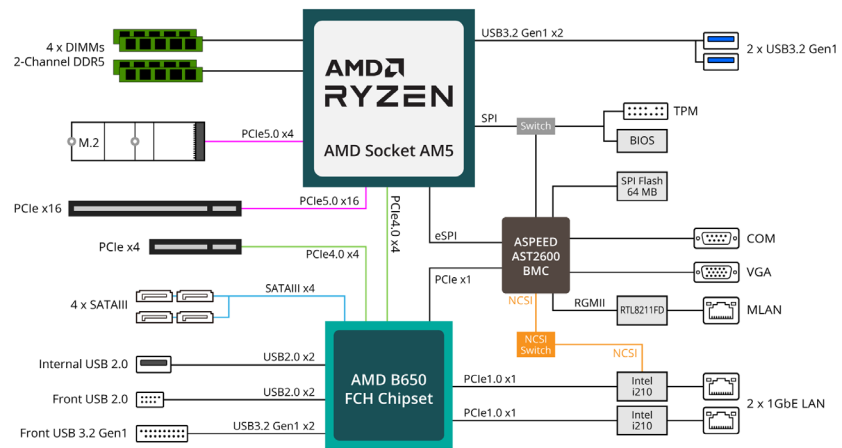 4 x DIMMs
2-Channel DDR5
AMD
RYZEN
AMD Socket AM5
USB3.2 Gen1 x2
2 x USB3.2 Gen1
SPI
Switch
TPM
BIOS
M.2
PCIe5.0 x4
SPI Flash
64 MB
PCIe x16
PCIe5.0 x16
PCIe4.0 x4
eSPI
ASPEED
AST2600
BMC
COM
PCIe x4
PCIe4.0 x4
PCIe x1
VGA
4 x SATAIII
SATAIII x4
NCSI
RGMII
RTL8211FD
MLAN
NCSI
Switch
NCSI
Internal USB 2.0
USB2.0 x2
AMD B650
FCH Chipset
PCIe1.0 x1
Intel
i210
Front USB 2.0
USB2.0 x2
2 x 1GbE LAN
PCIe1.0 x1
Intel
i210
Front USB 3.2 Gen1
USB3.2 Gen1 x2